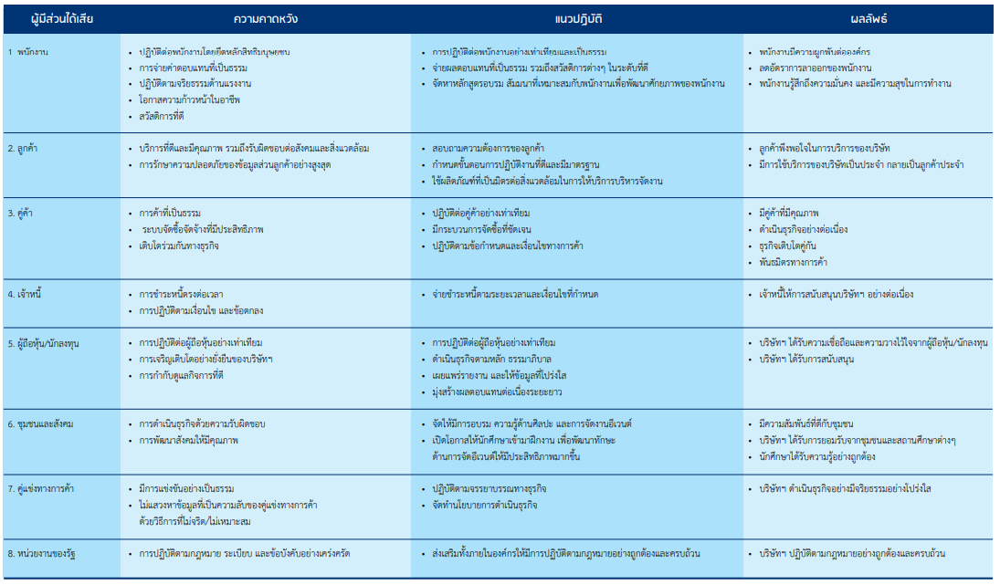 ผู้มีส่วนได้เสีย ความคาดหวัง แนวปฏิบัติ ผลลัพธ์
1 พนักงาน
• ปฏิบัติต่อพนักงานโดยยึดหลักสิทธิมนุษยชน
• การจ่ายค่าตอบแทนที่เป็นธรรม
• ปฏิบัติตามจริยธรรมด้านแรงงาน
• โอกาสความก้าวหน้าในอาชีพ
• สวัสดิการที่ดี
• การปฏิบัติต่อพนักงานอย่างเท่าเทียมและเป็นธรรม
• จ่ายผลตอบแทนที่เป็นธรรม รวมถึงสวัสดิการต่างๆ ในระดับที่ดี
• จัดหาหลักสูตรอบรม สัมมนาที่เหมาะสมกับพนักงานเพื่อพัฒนาศักยภาพของพนักงาน
• พนักงานมีความผูกพันต่อองค์กร
• ลดอัตราการลาออกของพนักงาน
• พนักงานรู้สึกถึงความมั่นคง และมีความสุขในการทำงาน
2. ลูกค้า
• บริการที่ดีและมีคุณภาพ รวมถึงรับผิดชอบต่อสังคมและสิ่งแวดล้อม
• การรักษาความปลอดภัยของข้อมูลส่วนลูกค้าอย่างสูงสุด
• สอบถามความต้องการของลูกค้า
• กำหนดขั้นตอนการปฏิบัติงานที่ดีและมีมาตรฐาน
• ใช้ผลิตภัณฑ์ที่เป็นมิตรต่อสิ่งแวดล้อมในการให้บริการบริหารจัดงาน
• ลูกค้าพึงพอใจในการบริการของบริษัท
• มีการใช้บริการของบริษัทเป็นประจำ กลายเป็นลูกค้าประจำ
3. คู่ค้า
• การค้าที่เป็นธรรม
• ระบบจัดซื้อจัดจ้างที่มีประสิทธิภาพ
• เติบโตร่วมกันทางธุรกิจ
• ปฏิบัติต่อคู่ค้าอย่างเท่าเทียม
• มีกระบวนการจัดซื้อที่ชัดเจน
• ปฏิบัติตามข้อกำหนดและเงื่อนไขทางการค้า
• มีคู่ค้าที่มีคุณภาพ
• ดำเนินธุรกิจอย่างต่อเนื่อง
• ธุรกิจเติบโตคู่กัน
• พันธมิตรทางการค้า
4. เจ้าหนี้
• การชำระหนี้ตรงต่อเวลา
• การปฏิบัติตามเงื่อนไข และข้อตกลง
• จ่ายชำระหนี้ตามระยะเวลาและเงื่อนไขที่กำหนด
• เจ้าหนี้ให้การสนับสนุนบริษัทฯ อย่างต่อเนื่อง
5. ผู้ถือหุ้น/นักลงทุน
• การปฏิบัติต่อผู้ถือหุ้นอย่างเท่าเทียม
• การเจริญเติบโตอย่างยั่งยืนของบริษัทฯ
• การกำกับดูแลกิจการที่ดี
• การปฏิบัติต่อผู้ถือหุ้นอย่างเท่าเทียม
• ดำเนินธุรกิจตามหลัก ธรรมาภิบาล
• เผยแพร่รายงาน และให้ข้อมูลที่โปร่งใส
• มุ่งสร้างผลตอบแทนต่อเนื่องระยะยาว
• บริษัทฯ ได้รับความเชื่อถือและความวางไว้ใจจากผู้ถือหุ้น/นักลงทุน
• บริษัทฯ ได้รับการสนับสนุน
6. ชุมชนและสังคม
• การดำเนินธุรกิจด้วยความรับผิดชอบ
• การพัฒนาสังคมให้มีคุณภาพ
• จัดให้มีการอบรม ความรู้ด้านศิลปะ และการจัดงานอีเวนต์
• เปิดโอกาสให้นักศึกษาเข้ามาฝึกงาน เพื่อพัฒนาทักษะ
ด้านการจัดอีเวนต์ให้มีประสิทธิภาพมากขึ้น
• มีความสัมพันธ์ที่ดีกับชุมชน
• บริษัทฯ ได้รับการยอมรับจากชุมชนและสถานศึกษาต่างๆ
• นักศึกษาได้รับความรู้อย่างถูกต้อง
7. คู่แข่งทางการค้า
• มีการแข่งขันอย่างเป็นธรรม
• ไม่แสวงหาข้อมูลที่เป็นความลับของคู่แข่งทางการค้า
ด้วยวิธีการที่ไม่จริต/ไม่เหมาะสม
• ปฏิบัติตามจรรยาบรรณทางธุรกิจ
• จัดทำนโยบายการดำเนินธุรกิจ
• บริษัทฯ ดำเนินธุรกิจอย่างมีจริยธรรมอย่างโปร่งใส
8. หน่วยงานของรัฐ
• การปฏิบัติตามกฎหมาย ระเบียบ และข้อบังคับอย่างเคร่งครัด
• ส่งเสริมทั้งภายในองค์กรให้มีการปฏิบัติตามกฎหมายอย่างถูกต้องและครบถ้วน
• บริษัทฯ ปฏิบัติตามกฎหมายอย่างถูกต้องและครบถ้วน